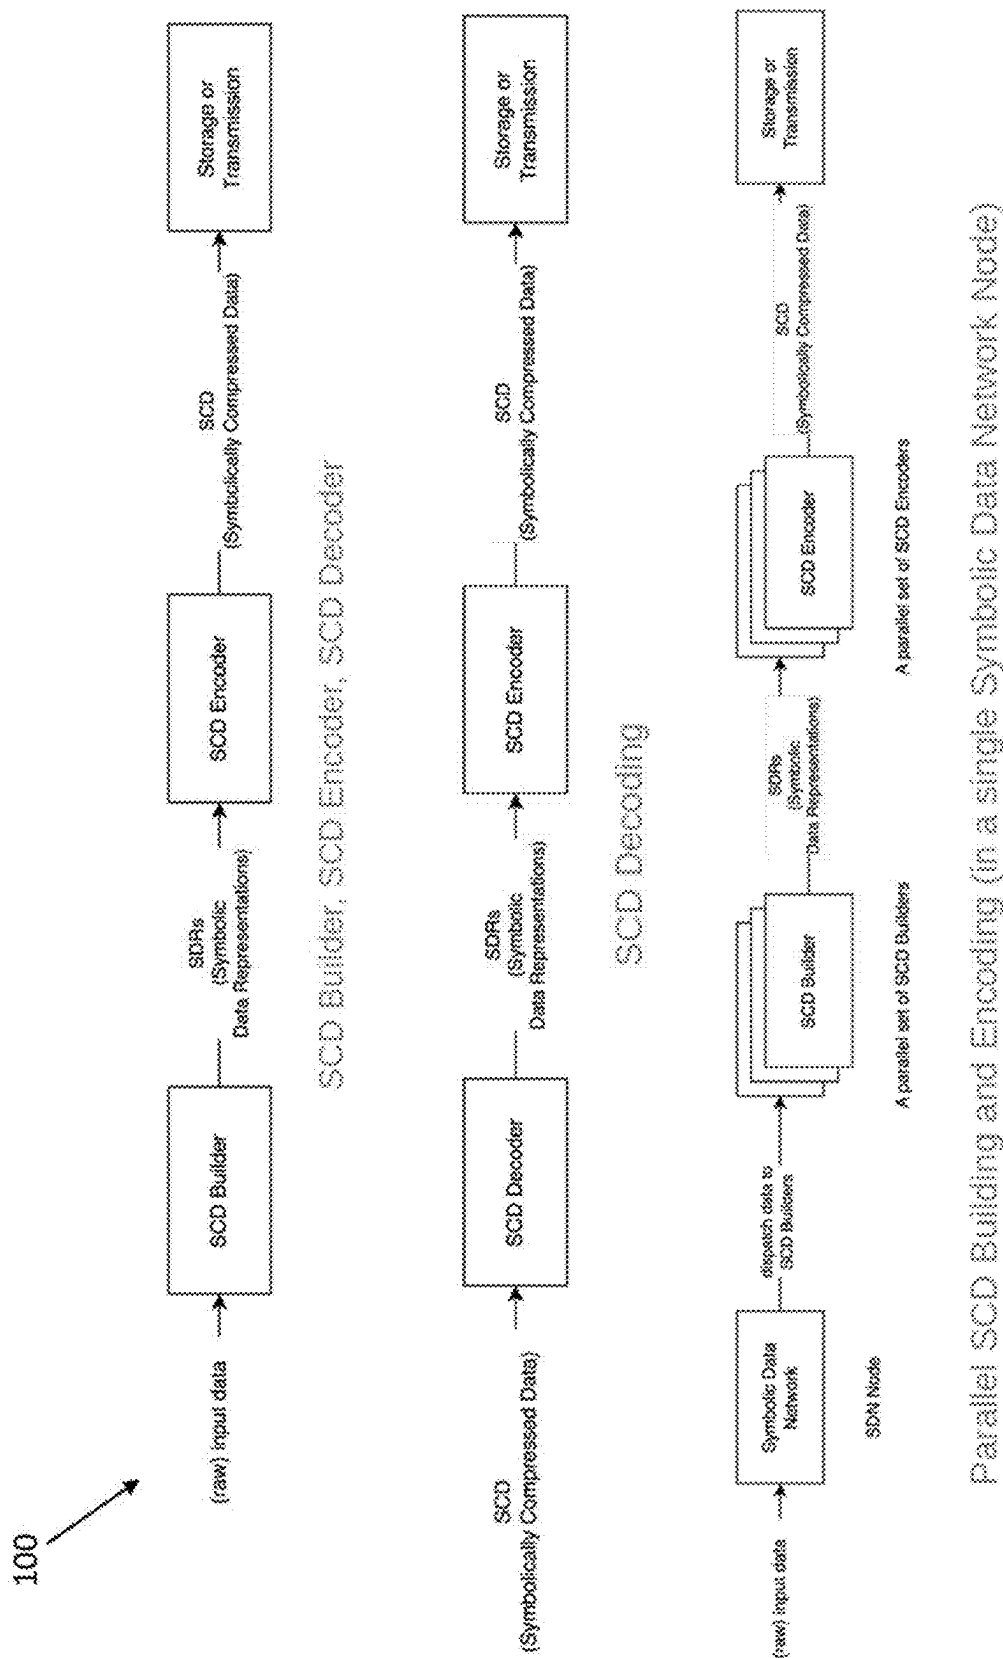 100
(raw) input data
SCD Builder
SDRs
(Symbolic
Data Representations)
SCD Encoder
SCD
(Symbolically Compressed Data)
Storage or
Transmission
SCD Builder, SCD Encoder, SCD Decoder
SCD
(Symbolically Compressed Data)
SCD Decoder
SDRs
(Symbolic
Data Representations)
SCD Encoder
SCD
(Symbolically Compressed Data)
Storage or
Transmission
SCD Decoding
(raw) input data
Symbolic Data
Network
SDN Node
dispatch data to
SCD Builders
SCD Builder
A parallel set of SCD Builders
SDRs
(Symbolic
Data Representations)
SCD Encoder
A parallel set of SCD Encoders
SCD
(Symbolically Compressed Data)
Storage or
Transmission
Parallel SCD Building and Encoding (in a single Symbolic Data Network Node)